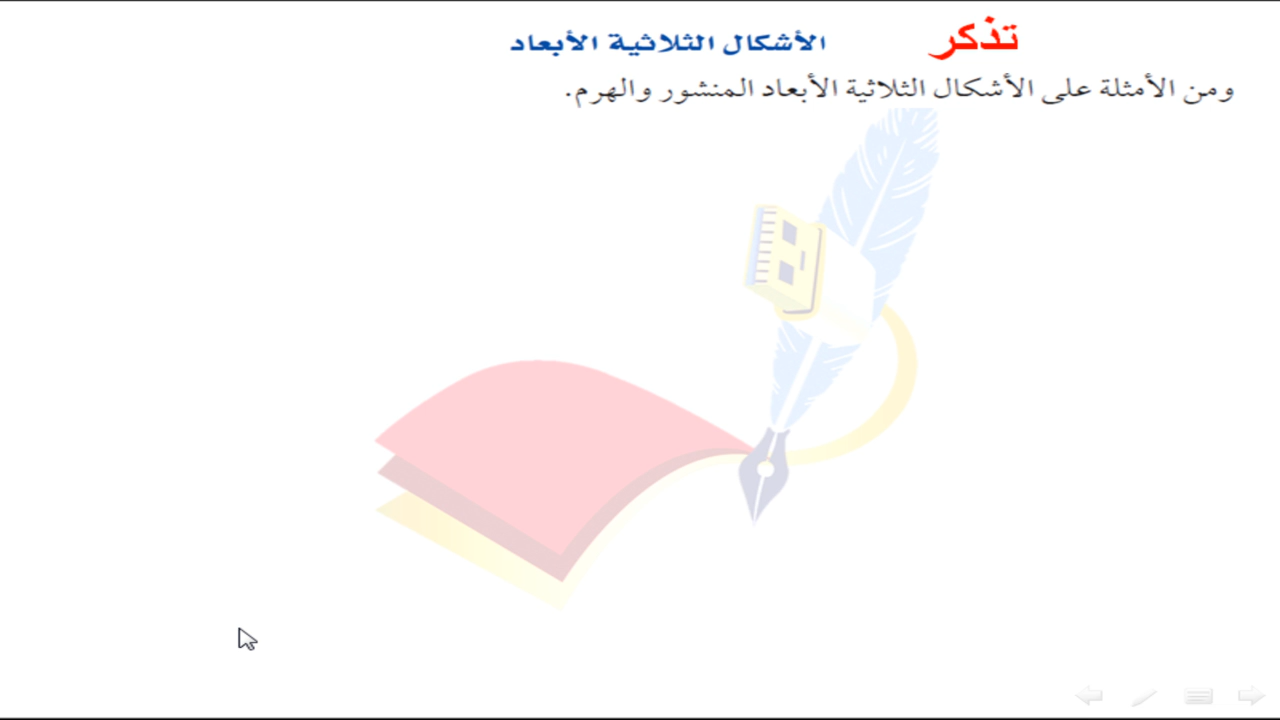 تذكر الأشكال الثلاثية الأبعاد
ومن الأمثلة على الأشكال الثلاثية الأبعاد المنشور والهرم.